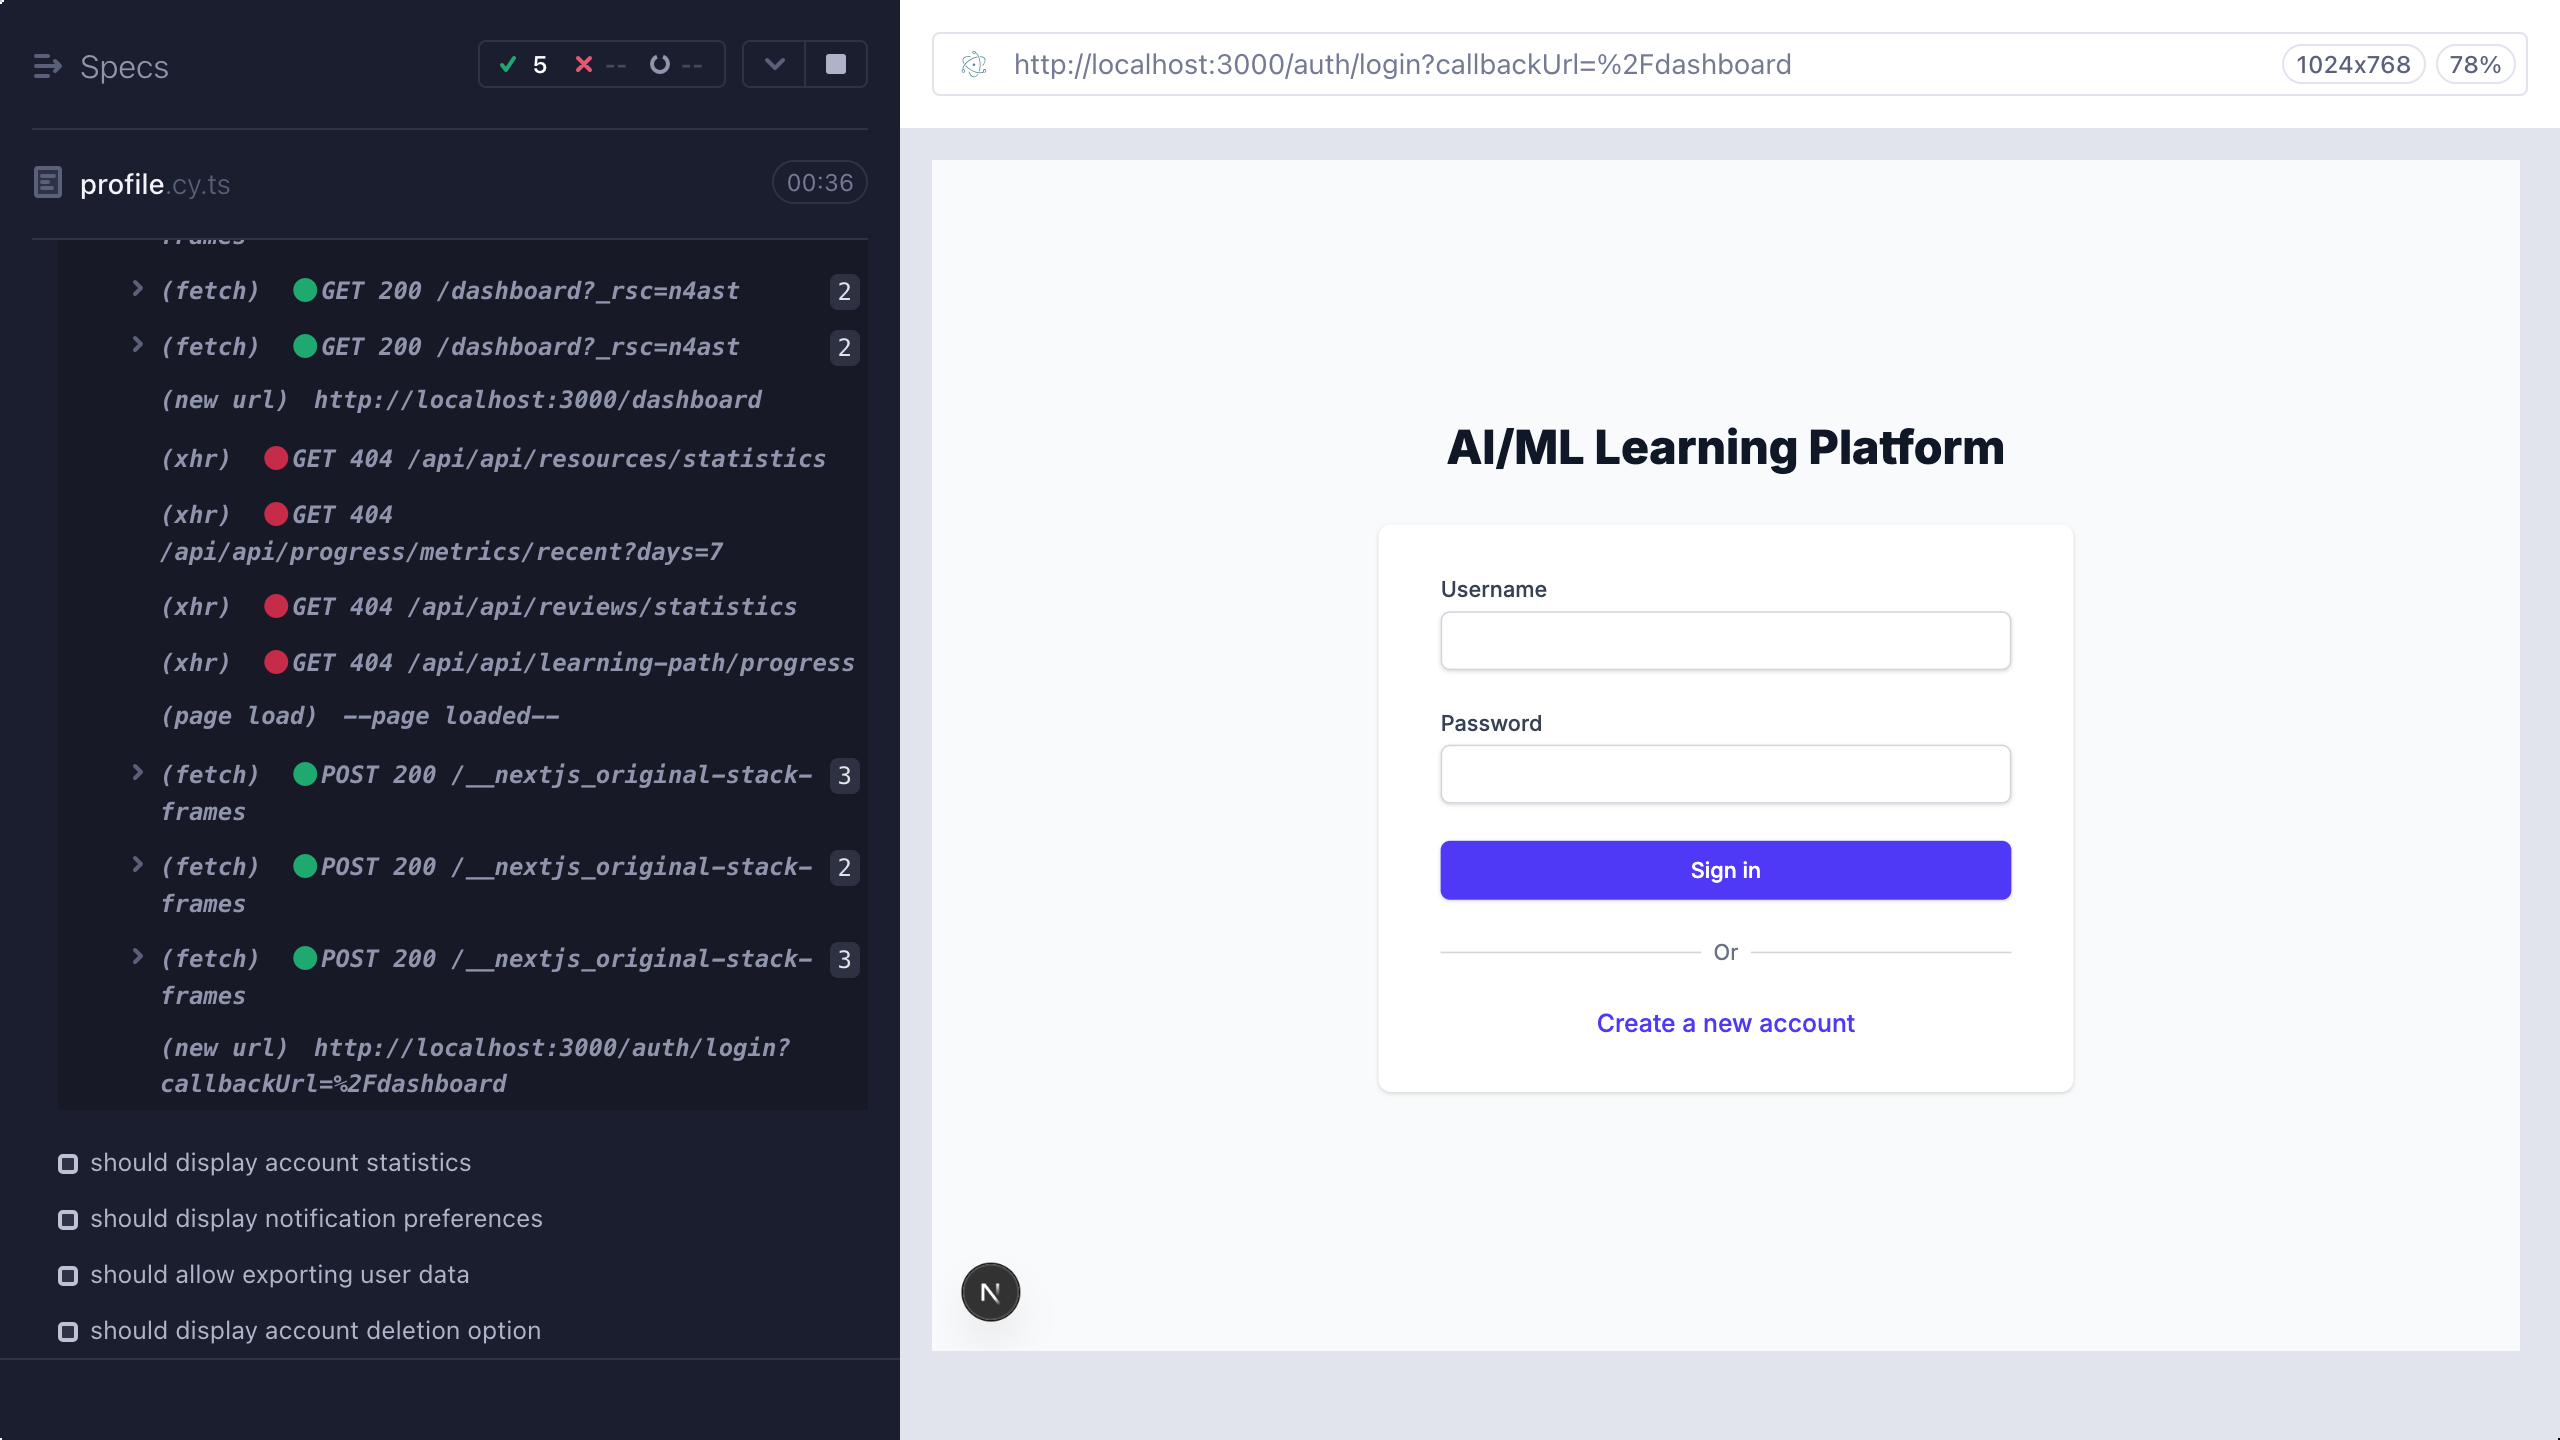 Specs
5 -- --
profile.cy.ts 00:36
frames
(fetch) GET 200 /dashboard?_rsc=n4ast 2
(fetch) GET 200 /dashboard?_rsc=n4ast 2
(new url) http://localhost:3000/dashboard
(xhr) GET 404 /api/api/resources/statistics
(xhr) GET 404
/api/api/progress/metrics/recent?days=7
(xhr) GET 404 /api/api/reviews/statistics
(xhr) GET 404 /api/api/learning-path/progress
(page load) --page loaded--
(fetch) POST 200 /__nextjs_original-stack- 3
frames
(fetch) POST 200 /__nextjs_original-stack- 2
frames
(fetch) POST 200 /__nextjs_original-stack- 3
frames
(new url) http://localhost:3000/auth/login?
callbackUrl=%2Fdashboard
should display account statistics
should display notification preferences
should allow exporting user data
should display account deletion option
http://localhost:3000/auth/login?callbackUrl=%2Fdashboard 1024x768 78%
AI/ML Learning Platform
Username
Password
Sign in
Or
Create a new account
N